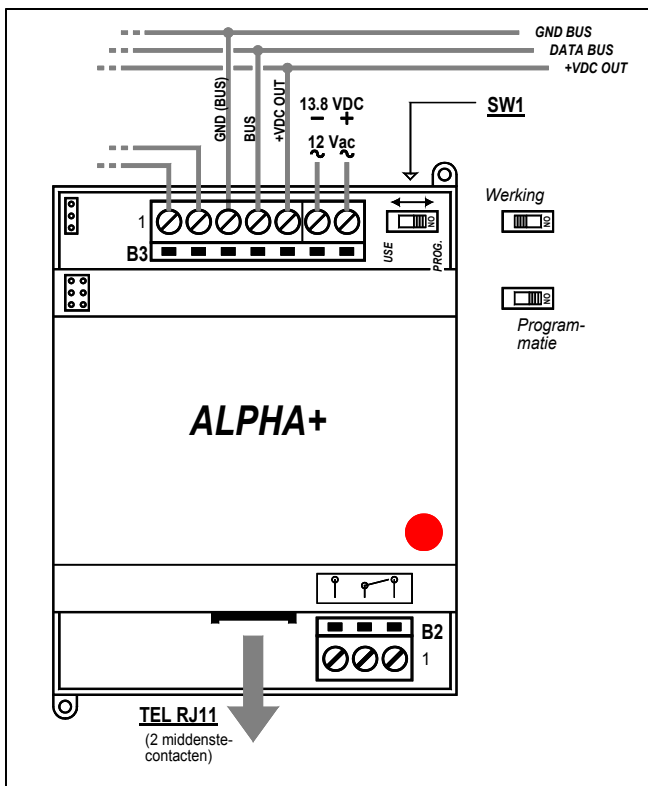 GND BUS
DATA BUS
+VDC OUT
GND (BUS)
BUS
+VDC OUT
13.8 VDC
– +
12 Vac
~ ~
SW1
1
B3
ON
USE
PROG.
Werking
ON
ON
Program-
matie
ALPHA+
B2
1
TEL RJ11
(2 middenste-
contacten)